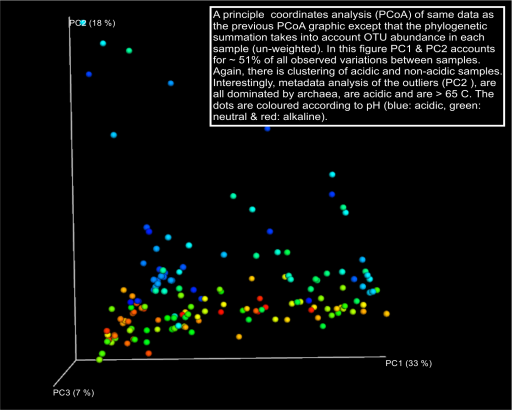 PC2 (18 %)
A principle  coordinates analysis (PCoA) of same data as
the previous PCoA graphic except that the phylogenetic
summation takes into account OTU abundance in each
sample (un-weighted). In this figure PC1 & PC2 accounts
for ~ 51% of all observed variations between samples.
Again, there is clustering of acidic and non-acidic samples.
Interestingly, metadata analysis of the outliers (PC2 ), are
all dominated by archaea, are acidic and are > 65 C. The
dots are coloured according to pH (blue: acidic, green:
neutral & red: alkaline).
PC1 (33 %)
PC3 (7 %)